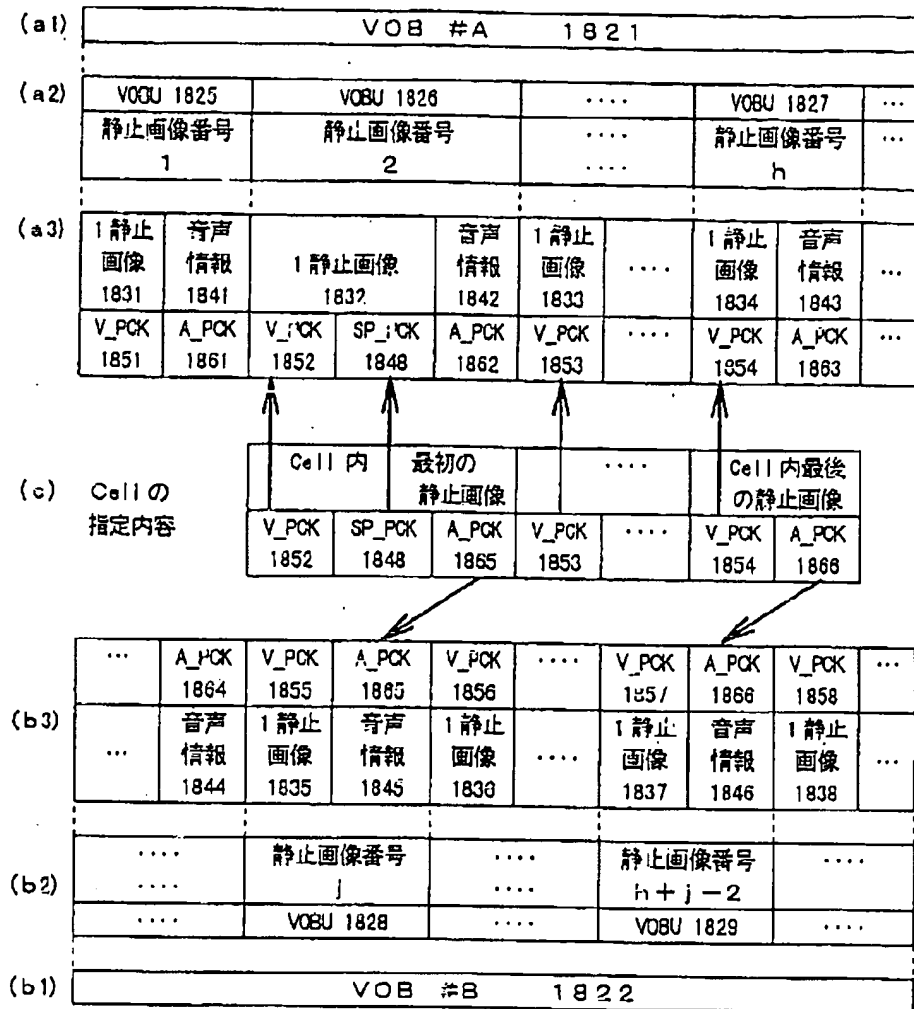 (a1) VOB #A 1821
(a2) VOBU 1825 VOBU 1826 ‥‥ VOBU 1827 …
静止画像番号 静止画像番号 ‥‥ 静止画像番号 …
1 2 ‥‥ h
(a3) 1静止 音声 音声 1静止 1静止 音声
画像 情報 1静止画像 情報 画像 ‥‥ 画像 情報 …
1831 1841 1832 1842 1833 1834 1843
V_PCK A_PCK V_PCK SP_PCK A_PCK V_PCK ‥‥ V_PCK A_PCK …
1851 1861 1852 1848 1862 1853 1854 1863
Cell内 最初の ‥‥ Cell内最後
(c) Cellの 静止画像 の静止画像
指定内容 V_PCK SP_PCK A_PCK V_PCK ‥‥ V_PCK A_PCK
1852 1848 1865 1853 1854 1866
… A_PCK V_PCK A_PCK V_PCK ‥‥ V_PCK A_PCK V_PCK …
1864 1855 1865 1856 1857 1866 1858
(b3) 音声 1静止 音声 1静止 1静止 音声 1静止
… 情報 画像 情報 画像 ‥‥ 画像 情報 画像 …
1844 1835 1845 1836 1837 1846 1838
(b2) ‥‥ 静止画像番号 ‥‥ 静止画像番号 ‥‥
‥‥ j ‥‥ h+j-2
‥‥ VOBU 1828 ‥‥ VOBU 1829 ‥‥
(b1) VOB #B 1822